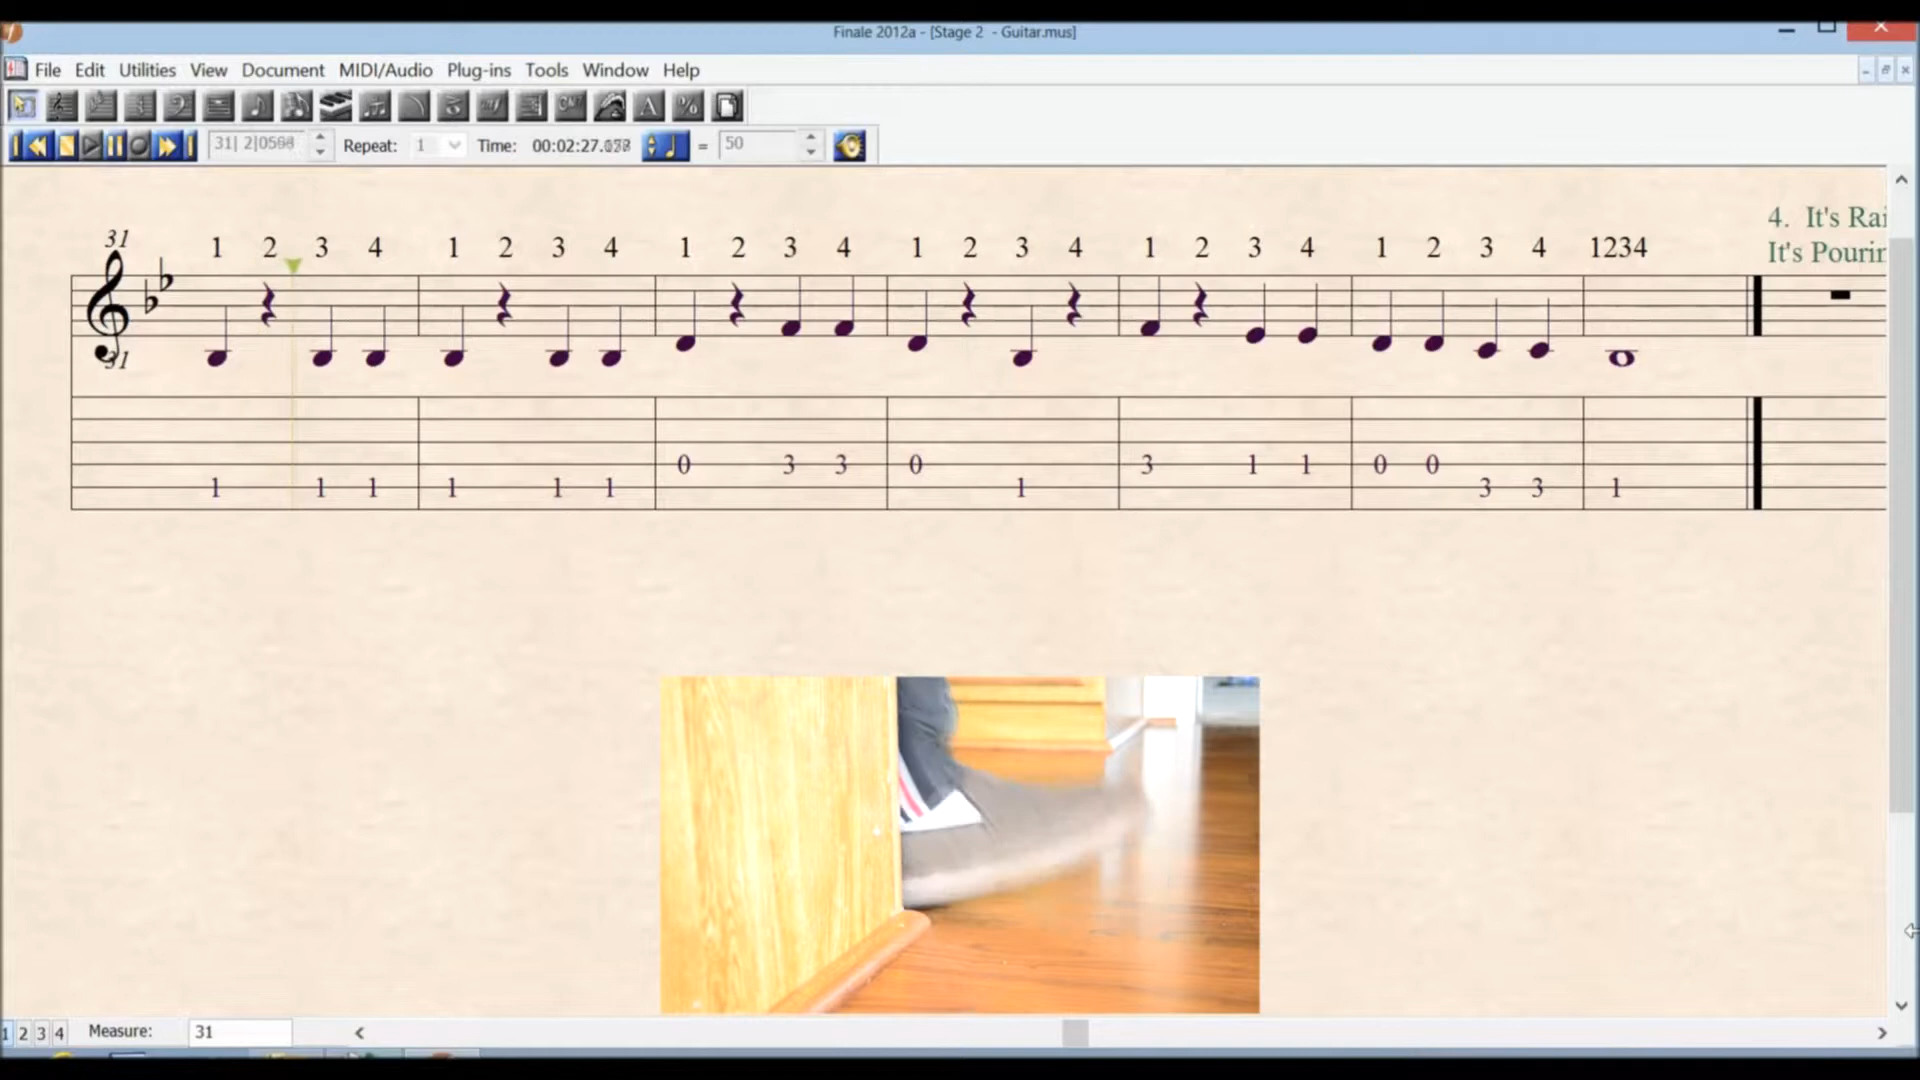 Finale 2012a - [Stage 2 - Guitar.mus]
File Edit Utilities View Document MIDI/Audio Plug-ins Tools Window Help
Repeat: 1 Time: = 50
4. It's Rai
It's Pourin
31 1 2 3 4 1 2 3 4 1 2 3 4 1 2 3 4 1 2 3 4 1 2 3 4 1234
31
0 3 3 0 3 1 1 0 0
1 1 1 1 1 1 1 3 3 1
1 2 3 4 Measure: 31